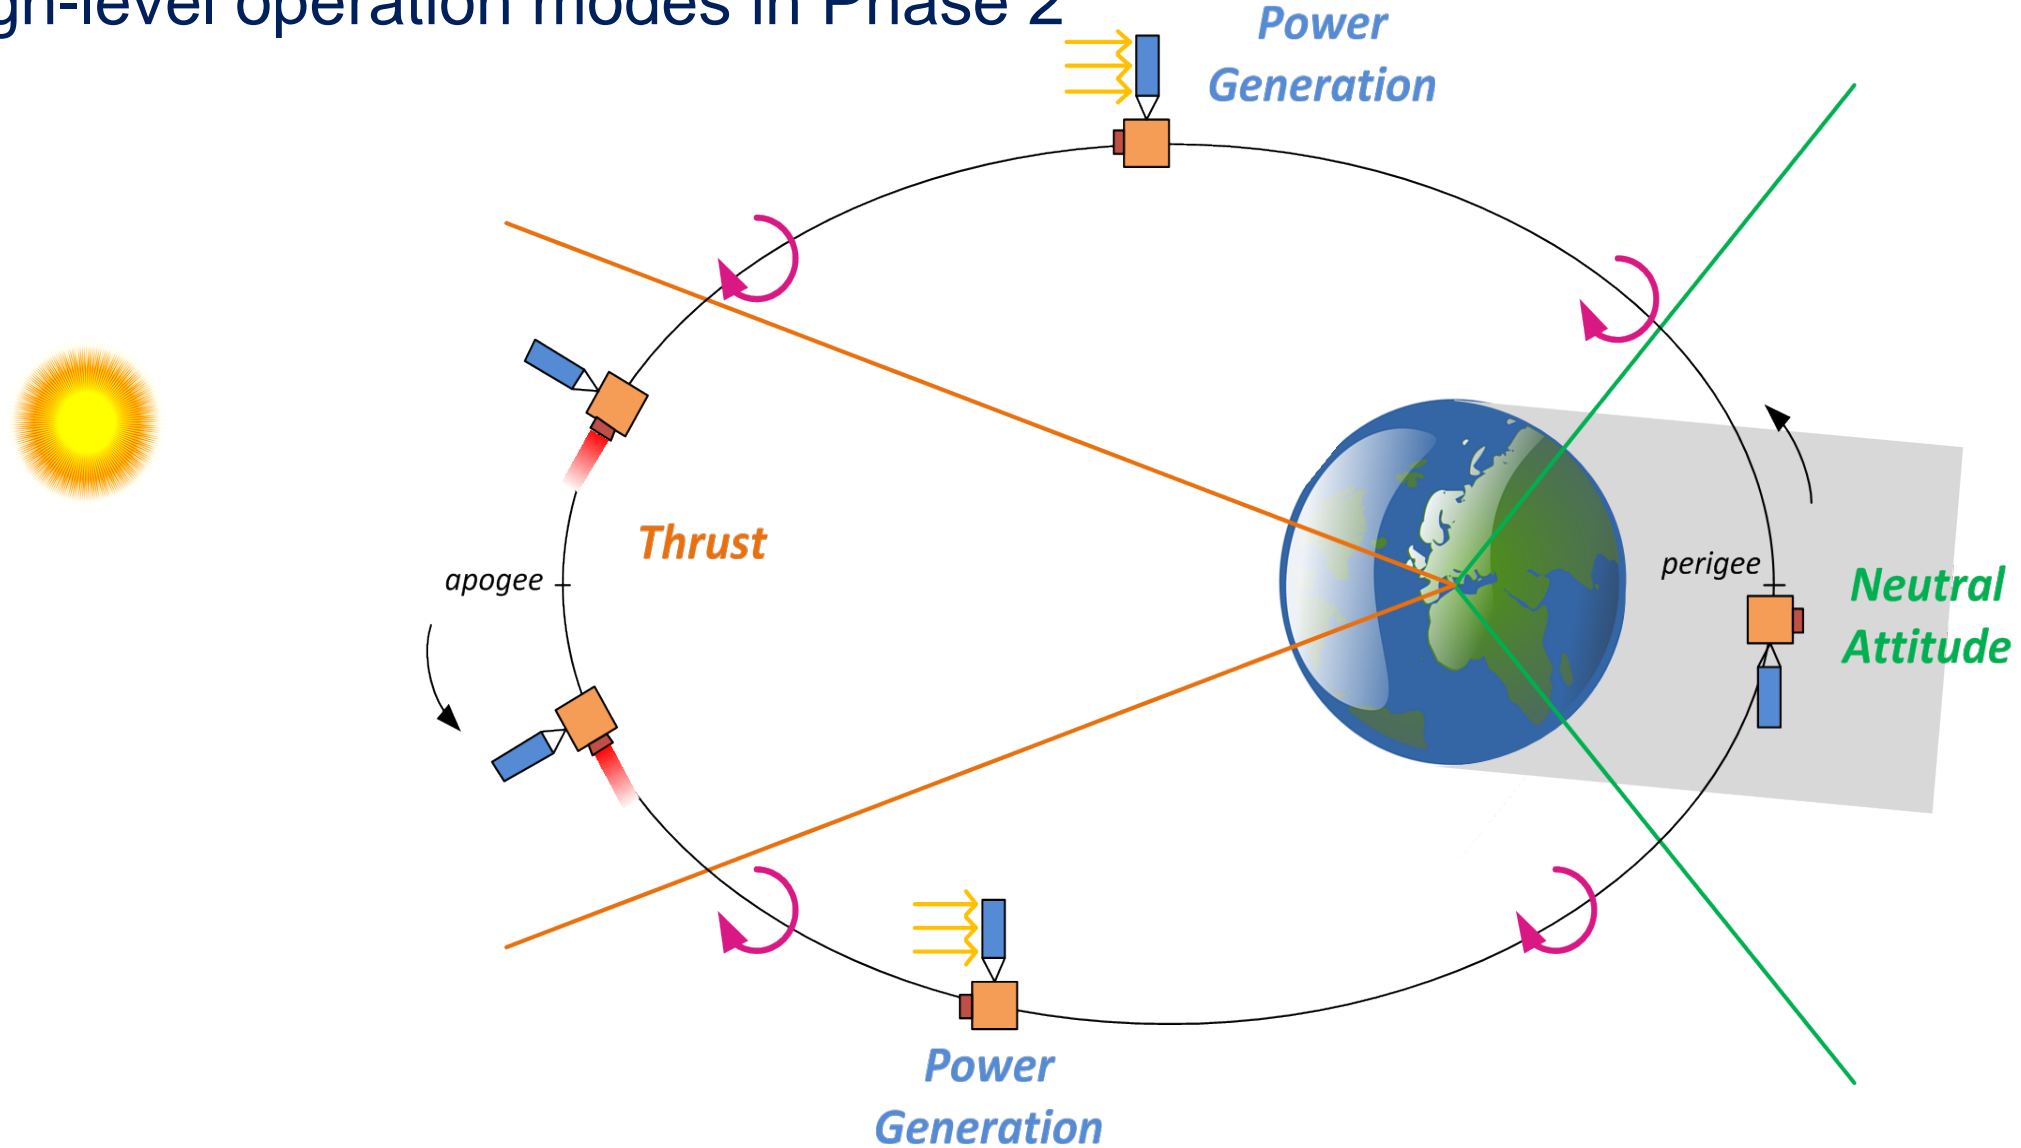 gh-level operation modes in Phase 2
Power
Generation
Thrust
apogee
perigee
Neutral
Attitude
Power
Generation